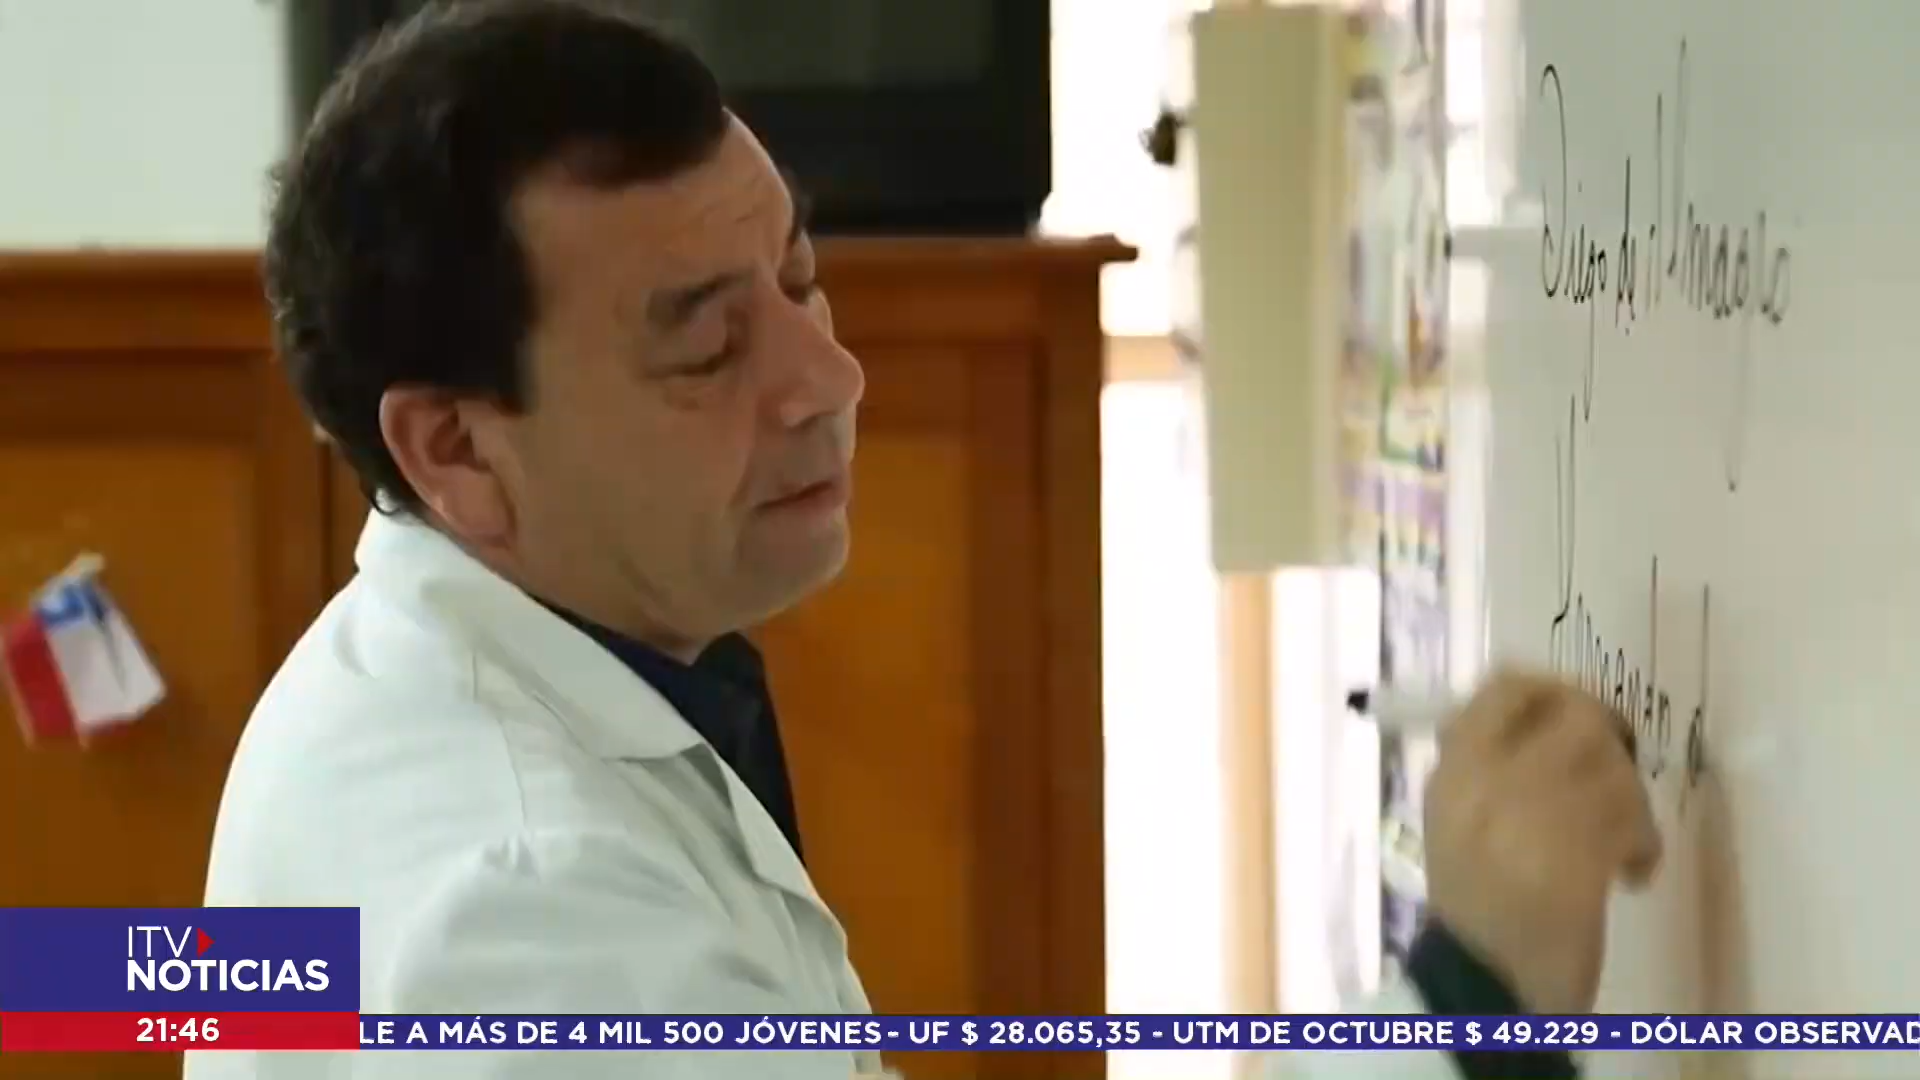 Diego de Almagro
ITV
NOTICIAS
21:46
LE A MÁS DE 4 MIL 500 JÓVENES - UF $ 28.065,35 - UTM DE OCTUBRE $ 49.229 - DÓLAR OBSERVAD